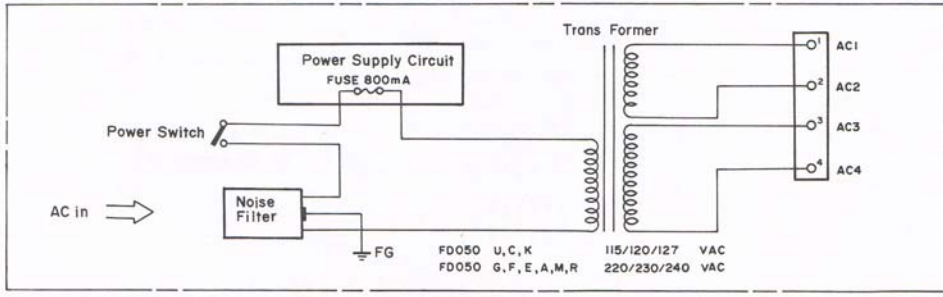 Trans Former
Power Supply Circuit
FUSE 800mA
1 AC1
2 AC2
Power Switch
3 AC3
4 AC4
Noise
Filter
AC in
FG
FD050 U,C,K 115/120/127 VAC
FD050 G,F,E,A,M,R 220/230/240 VAC